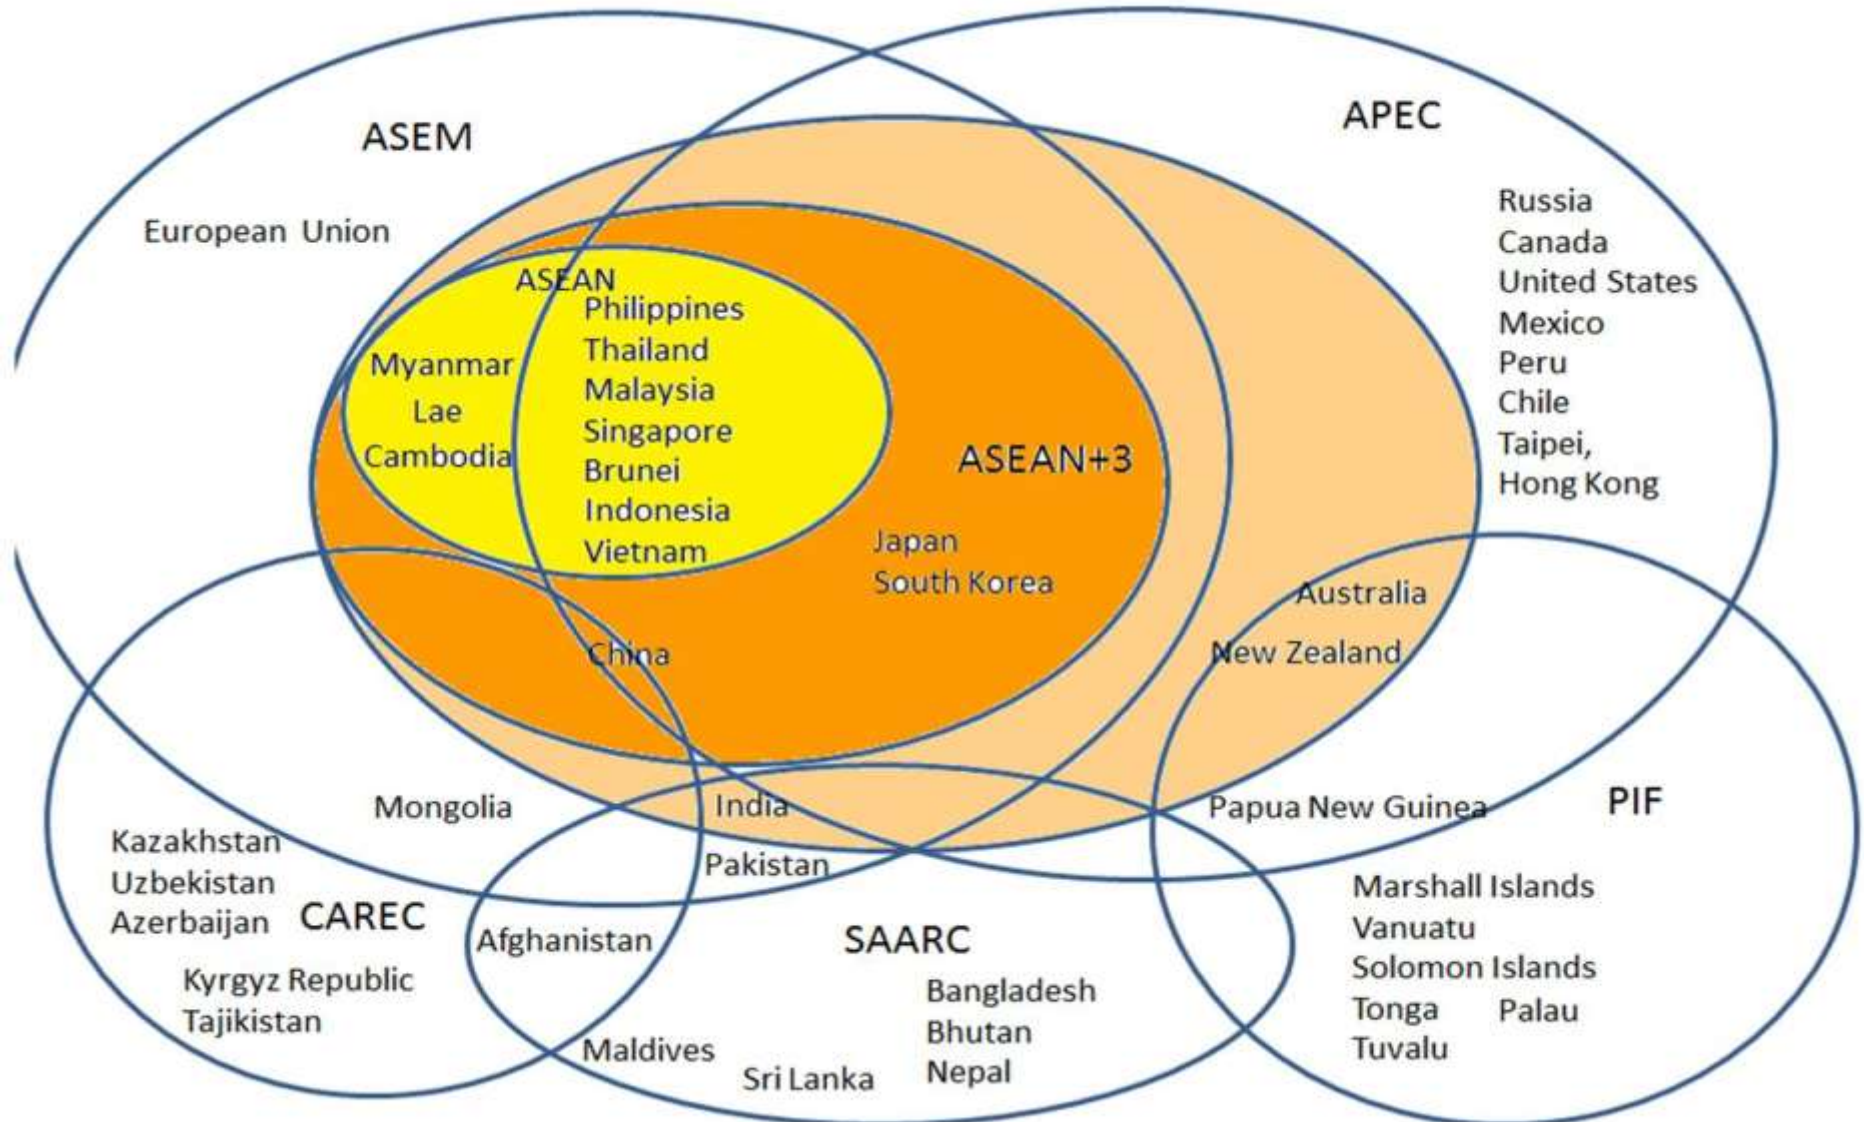 ASEM
APEC
European Union
Russia
Canada
United States
Mexico
Peru
Chile
Taipei,
Hong Kong
ASEAN
Philippines
Thailand
Malaysia
Singapore
Brunei
Indonesia
Vietnam
Myanmar
Lae
Cambodia
ASEAN+3
Japan
South Korea
China
Australia
New Zealand
Mongolia
India
Papua New Guinea
PIF
Pakistan
Kazakhstan
Uzbekistan
Azerbaijan
CAREC
Kyrgyz Republic
Tajikistan
Afghanistan
SAARC
Bangladesh
Bhutan
Nepal
Maldives
Sri Lanka
Marshall Islands
Vanuatu
Solomon Islands
Tonga Palau
Tuvalu